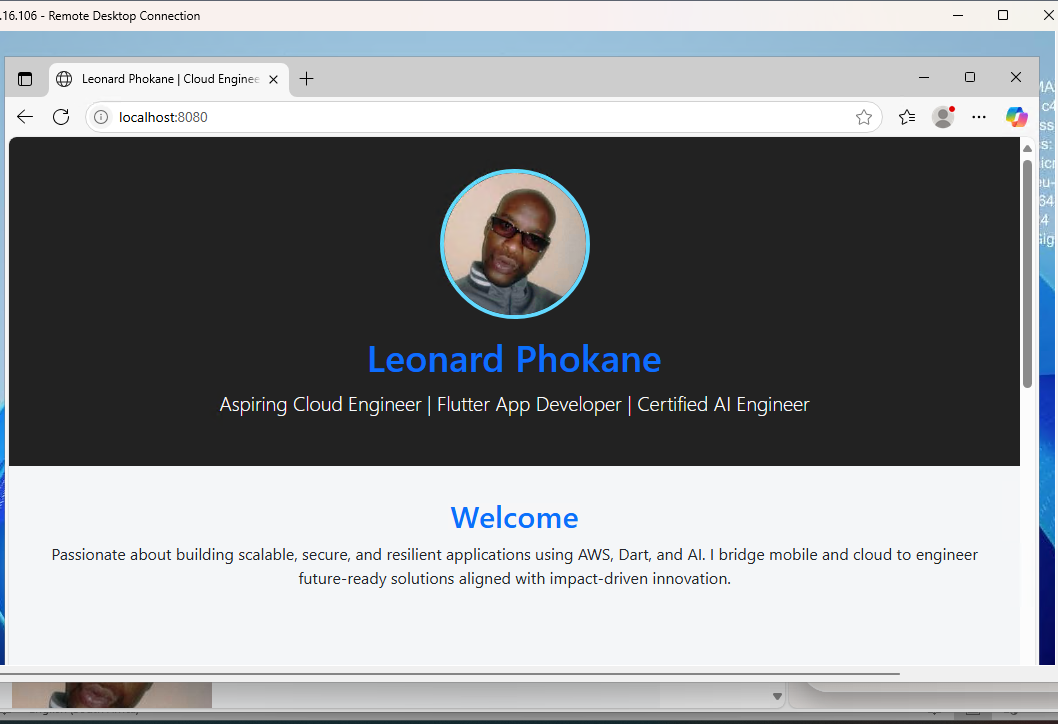 .16.106 - Remote Desktop Connection
Leonard Phokane | Cloud Enginee
localhost:8080
Leonard Phokane
Aspiring Cloud Engineer | Flutter App Developer | Certified AI Engineer
Welcome
Passionate about building scalable, secure, and resilient applications using AWS, Dart, and AI. I bridge mobile and cloud to engineer
future-ready solutions aligned with impact-driven innovation.